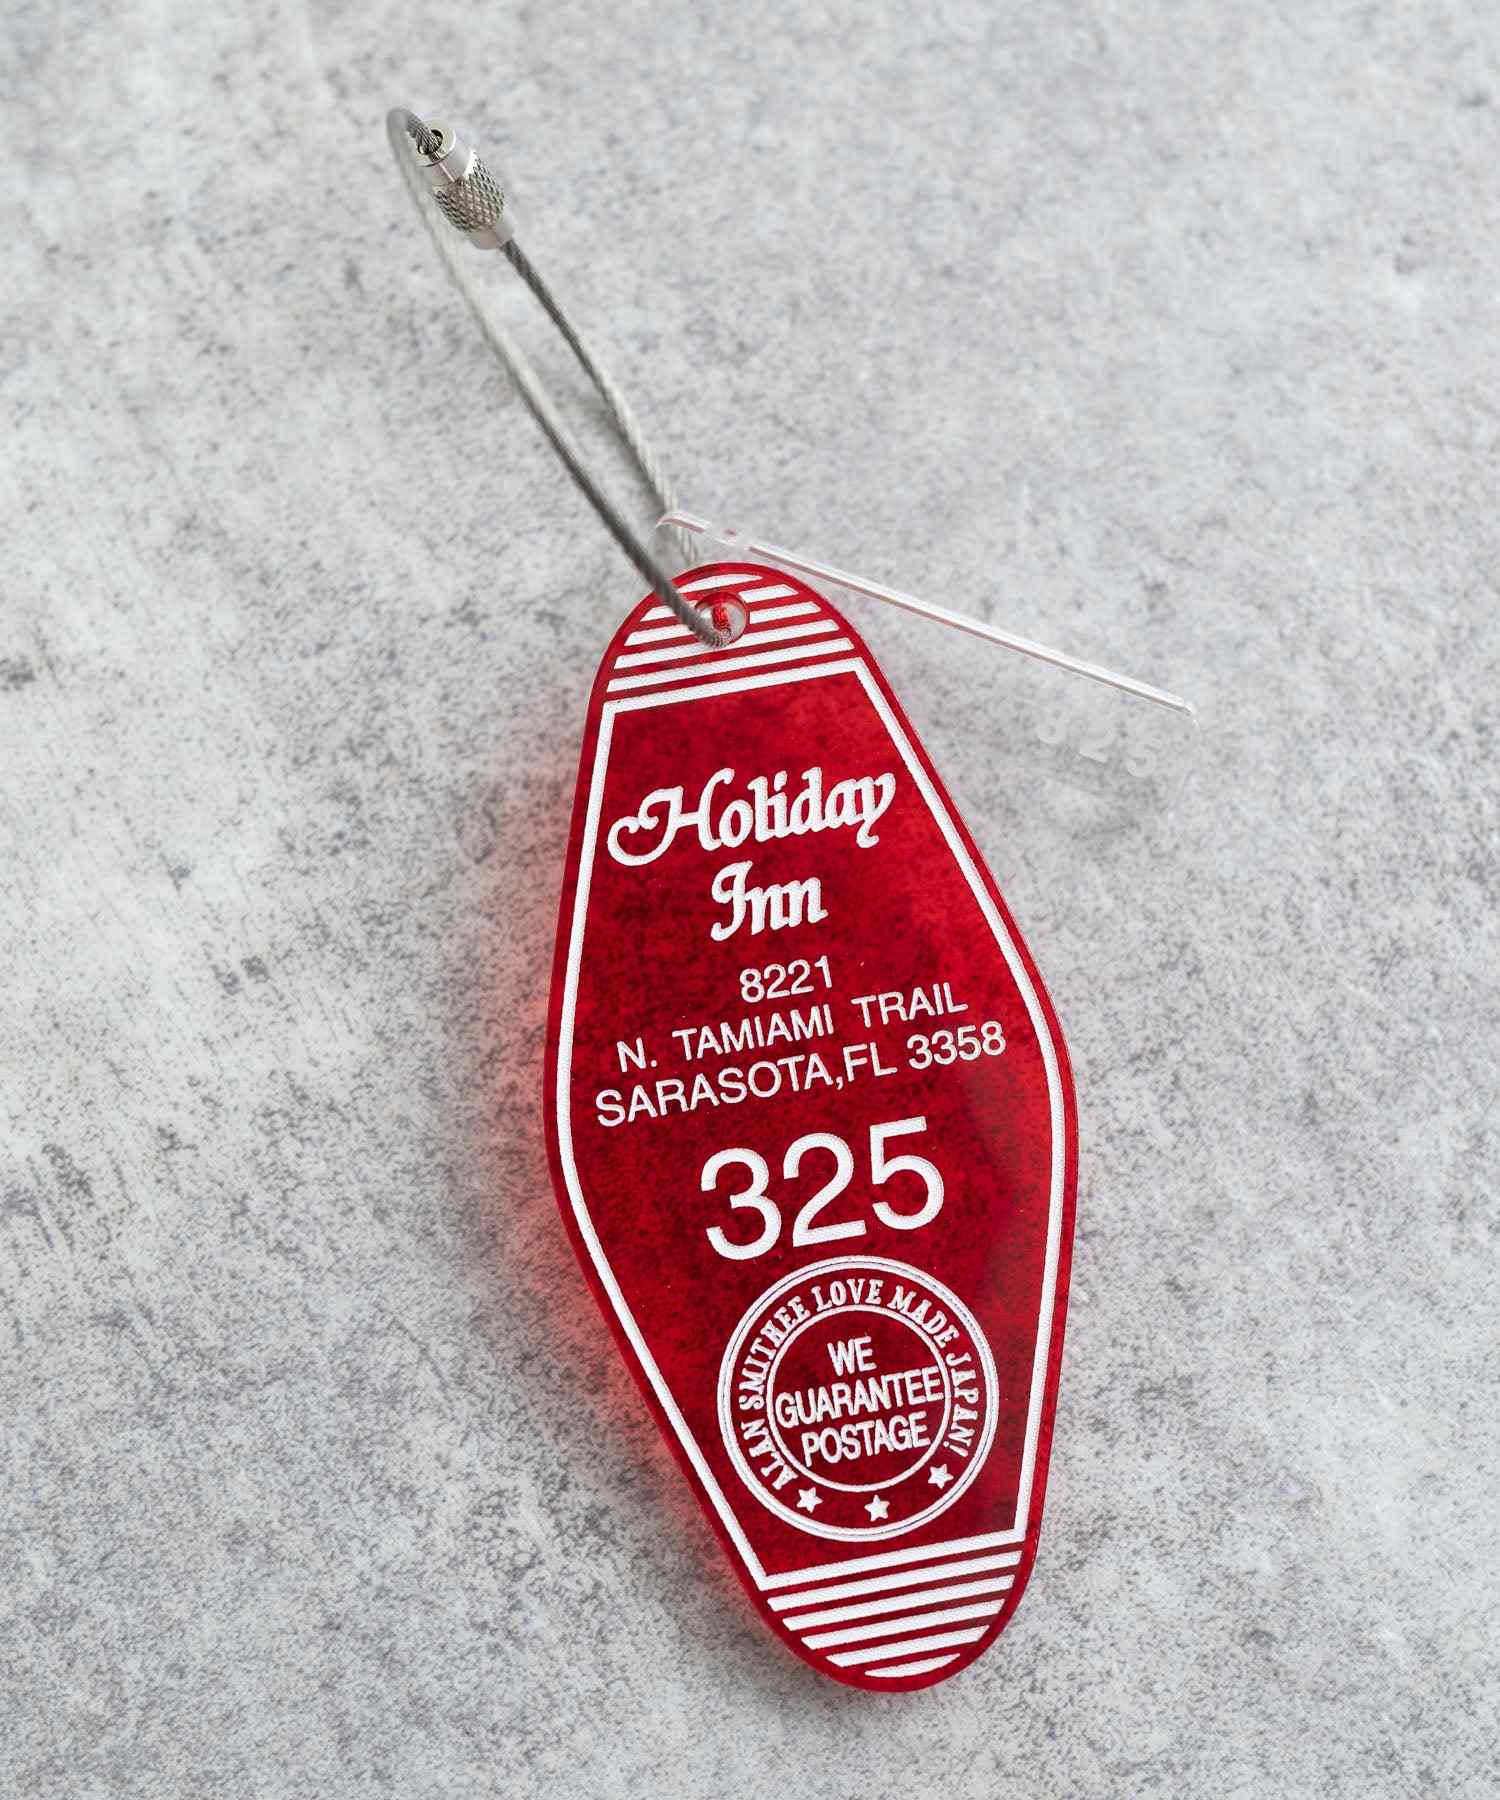 Holiday
Inn
8221
N. TAMIAMI TRAIL
SARASOTA,FL 3358
325
ALAN SMITHEE LOVE MADE JAPAN!
WE
GUARANTEE
POSTAGE
325